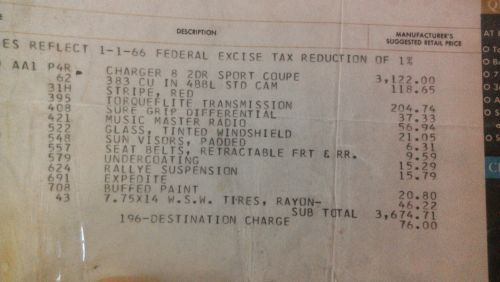 DESCRIPTION
MANUFACTURER'S
SUGGESTED RETAIL PRICE
ES REFLECT 1-1-66 FEDERAL EXCISE TAX REDUCTION OF 1%
AA1 P4R CHARGER 8 2DR SPORT COUPE 3,122.00
62 383 CU IN 4BBL STD CAM 118.65
31H STRIPE, RED
395 TORQUEFLITE TRANSMISSION 204.74
408 SURE GRIP DIFFERENTIAL 37.33
421 MUSIC MASTER RADIO 56.94
522 GLASS, TINTED WINDSHIELD 21.05
548 SUN VISORS, PADDED 6.31
557 SEAT BELTS, RETRACTABLE FRT & RR. 9.59
579 UNDERCOATING 15.29
624 RALLYE SUSPENSION 15.79
691 EXPEDITE
708 BUFFED PAINT 20.80
43 7.75X14 W.S.W. TIRES, RAYON- 46.22
SUB TOTAL 3,674.71
196-DESTINATION CHARGE 76.00